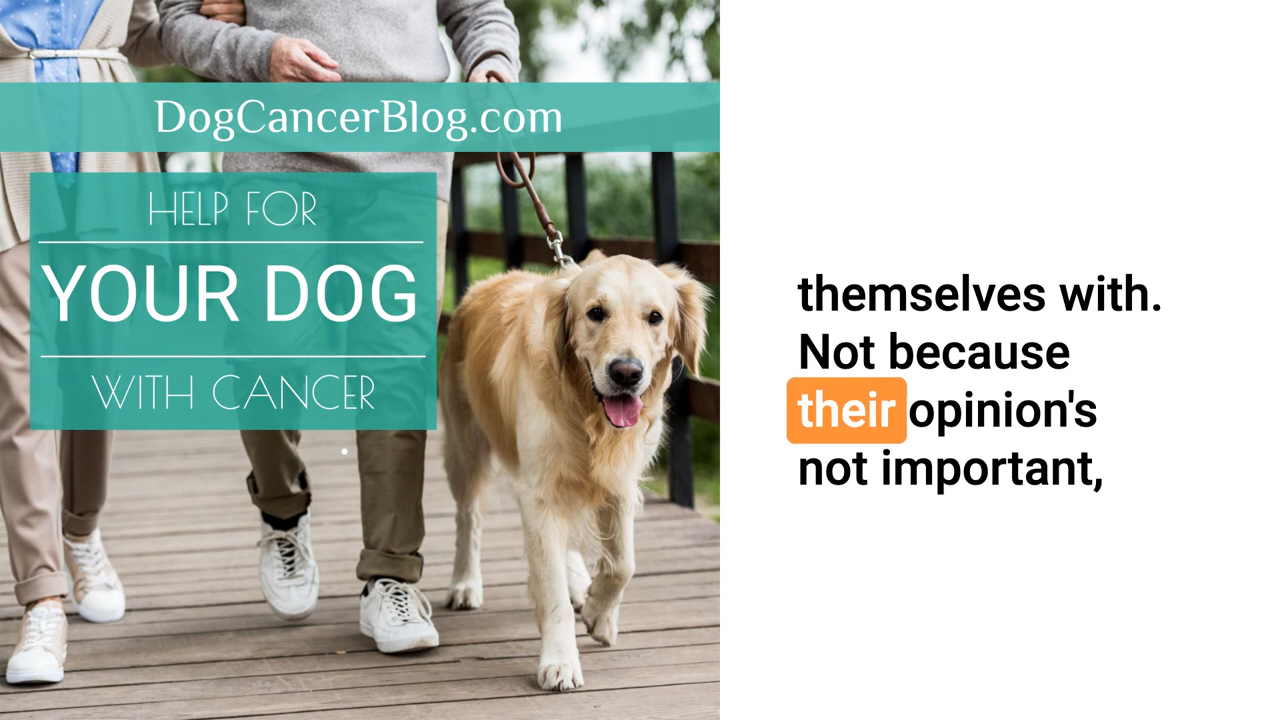 DogCancerBlog.com
HELP FOR
YOUR DOG
WITH CANCER
themselves with.
Not because
their opinion's
not important,